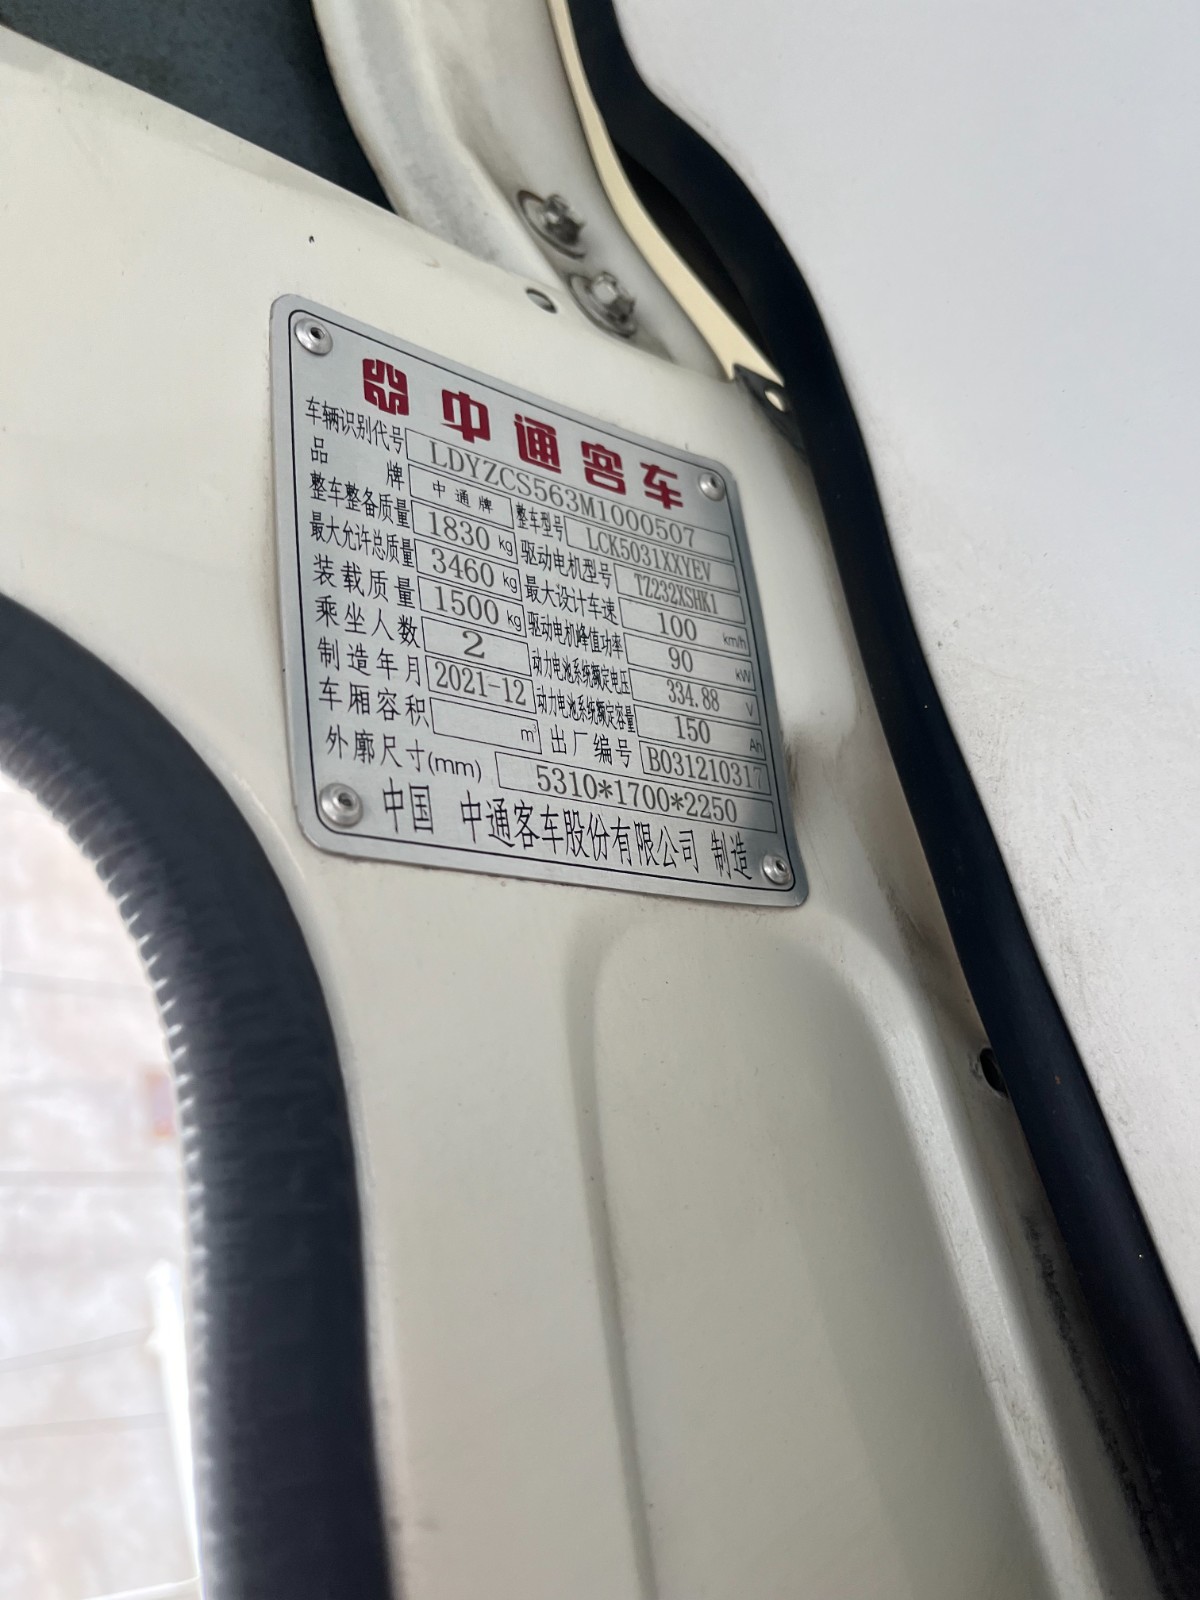 中通客车
车辆识别代号 LDYZCS563M1000507
品牌 中通牌 整车型号 LCK5031XXYEV
整车整备质量 1830 kg 驱动电机型号 TZ232XSHK1
最大允许总质量 3460 kg 最大设计车速 100 km/h
装载质量 1500 kg 驱动电机峰值功率 90 kW
乘坐人数 2 动力电池系统额定电压 334.88 V
制造年月 2021-12 动力电池系统额定容量 150 Ah
车厢容积 m³ 出厂编号 B031210317
外廓尺寸(mm) 5310*1700*2250
中国 中通客车股份有限公司 制造